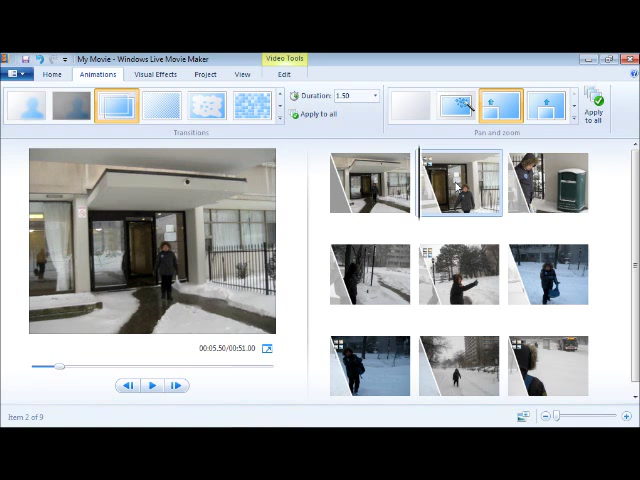 My Movie - Windows Live Movie Maker
Video Tools
Home
Animations
Visual Effects
Project
View
Edit
Duration: 1.50
Apply to all
Transitions
Apply
to all
Pan and zoom
00:05.50/00:51.00
Item 2 of 9